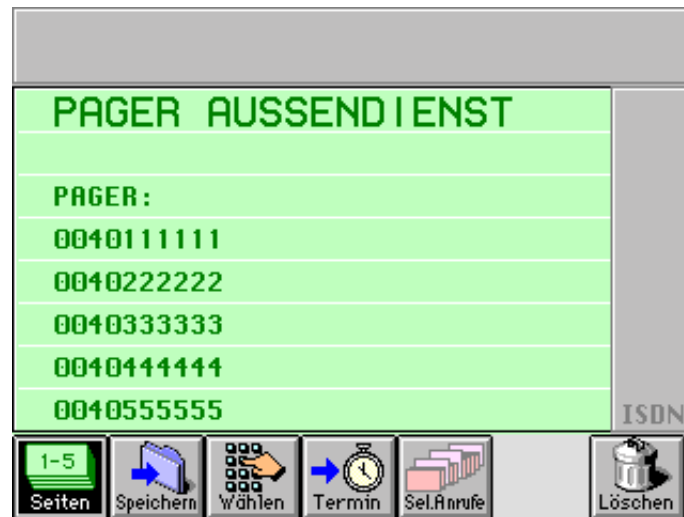 PAGER AUSSENDIENST
PAGER:
0040111111
0040222222
0040333333
0040444444
0040555555
ISDN
1-5
Seiten Speichern Wählen Termin Sel.Anrufe Löschen